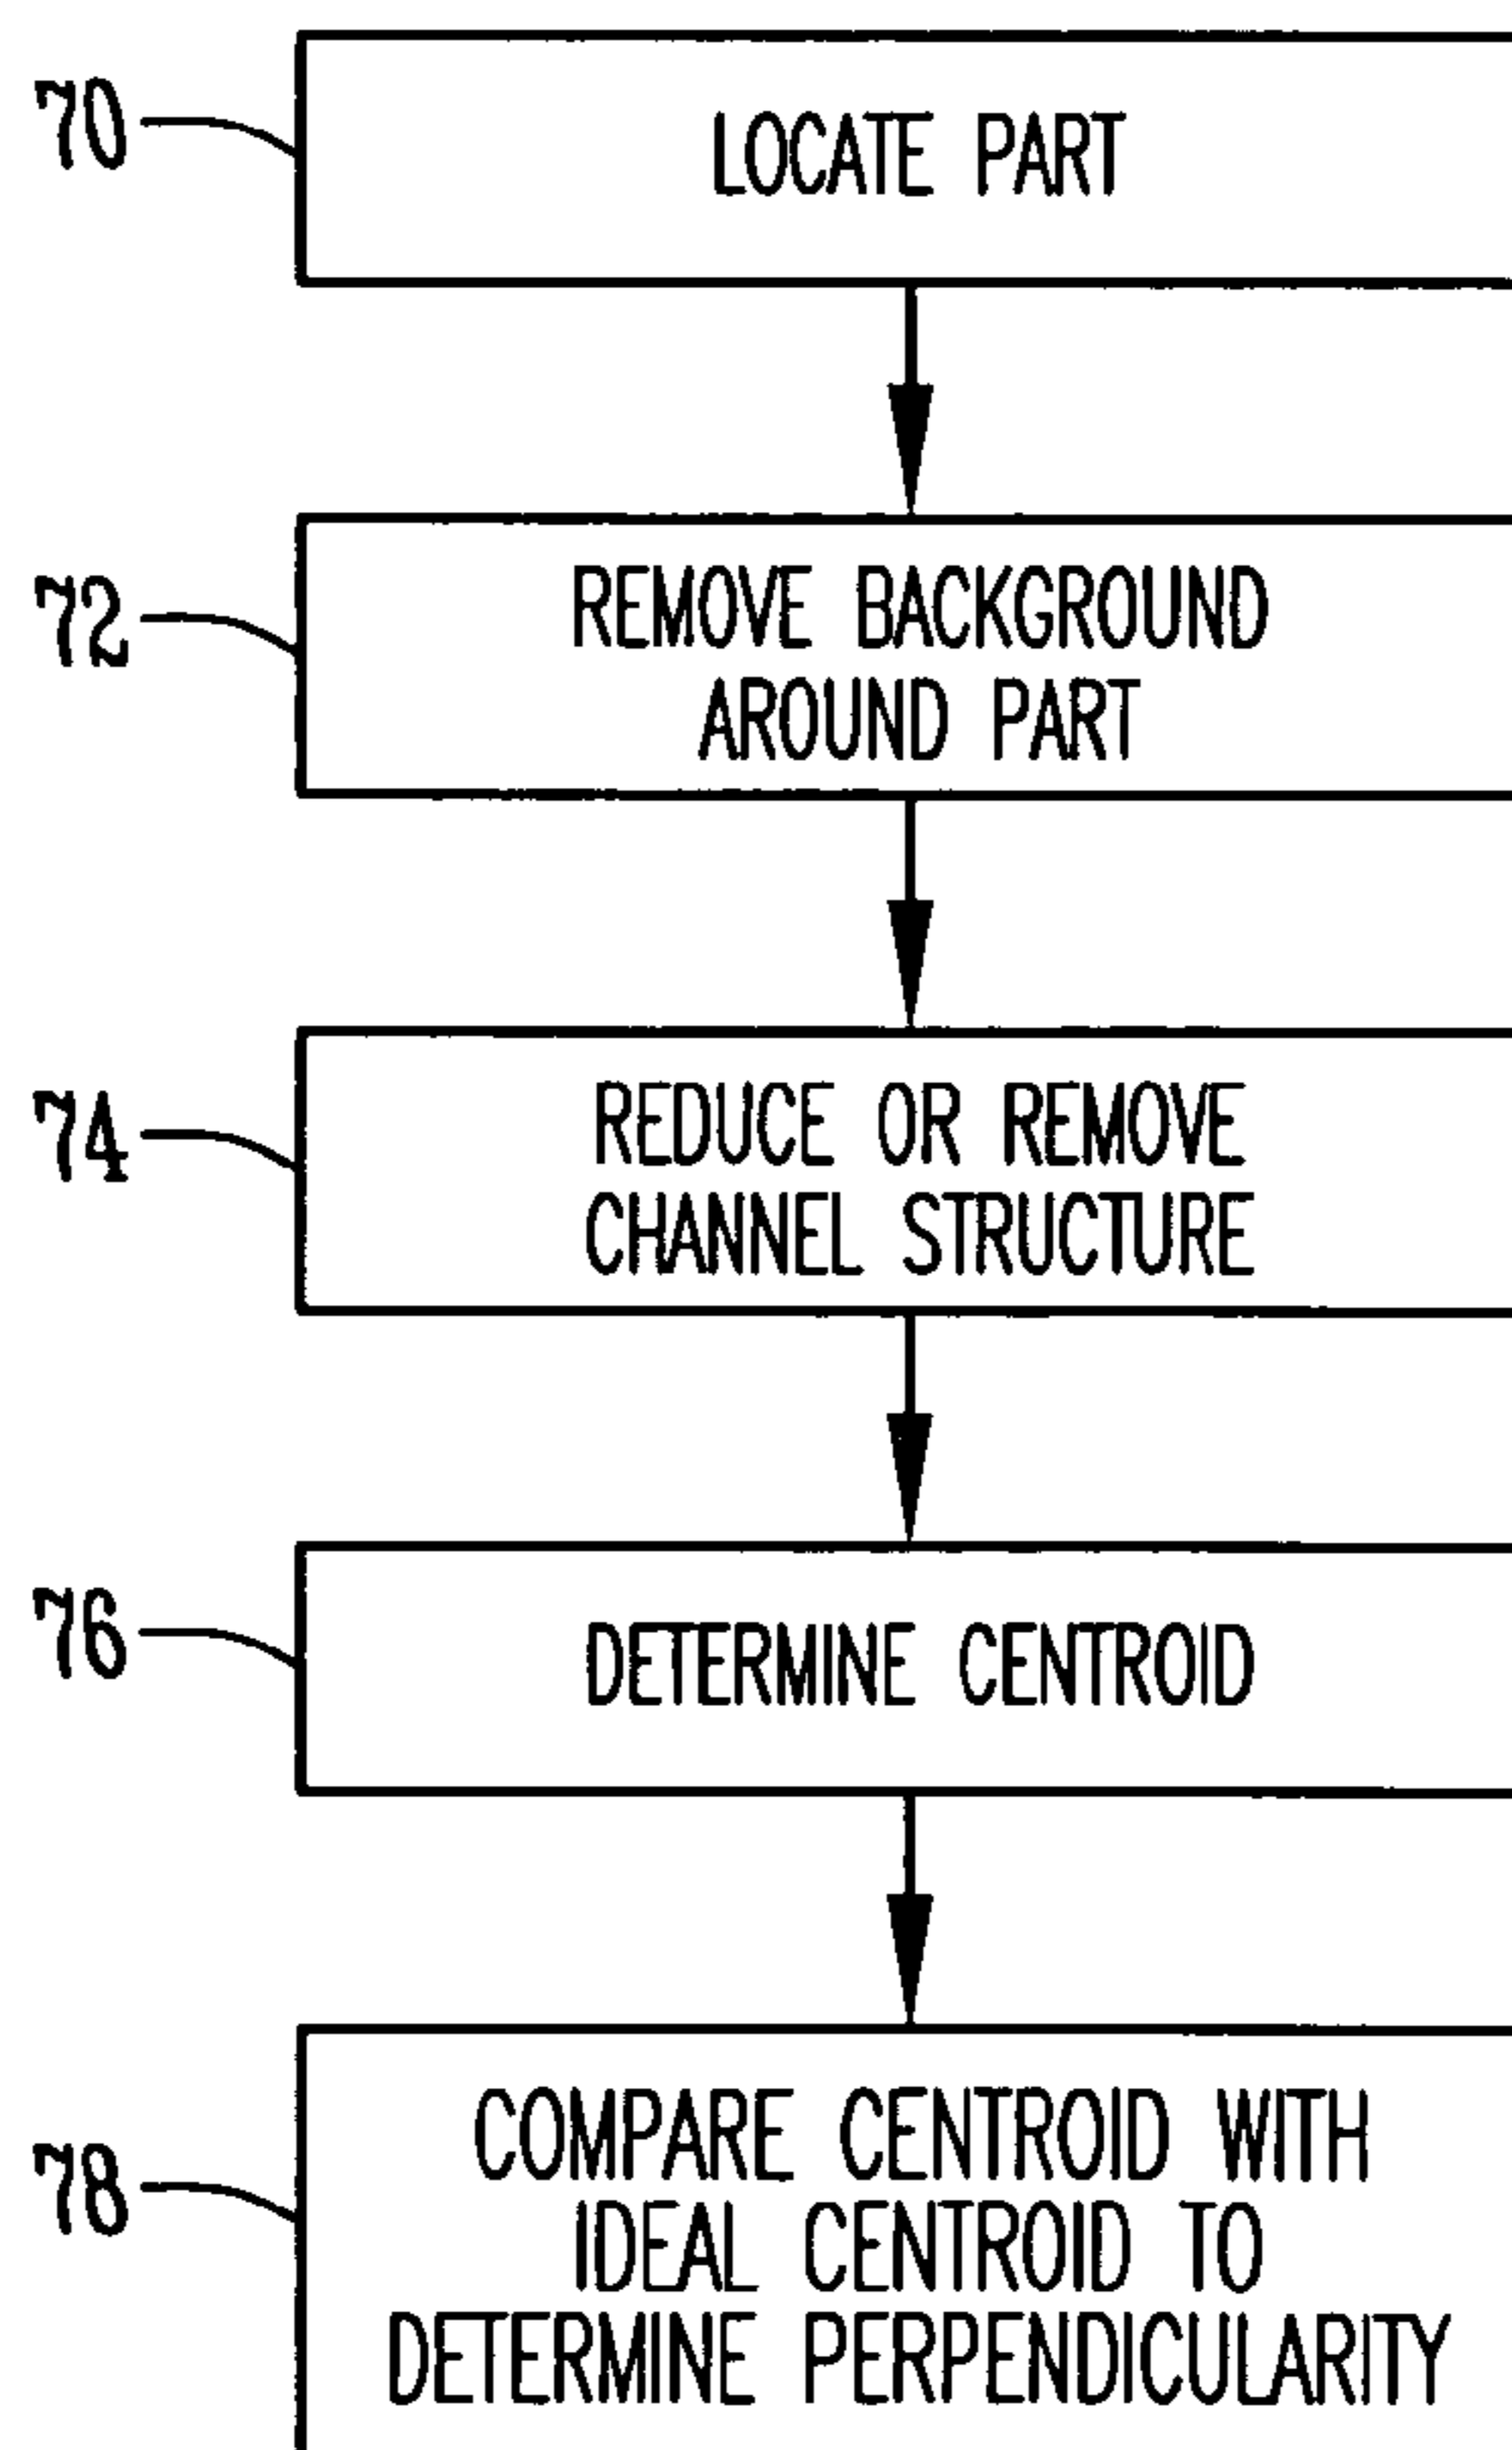 70
LOCATE PART
72
REMOVE BACKGROUND
AROUND PART
74
REDUCE OR REMOVE
CHANNEL STRUCTURE
76
DETERMINE CENTROID
78
COMPARE CENTROID WITH
IDEAL CENTROID TO
DETERMINE PERPENDICULARITY